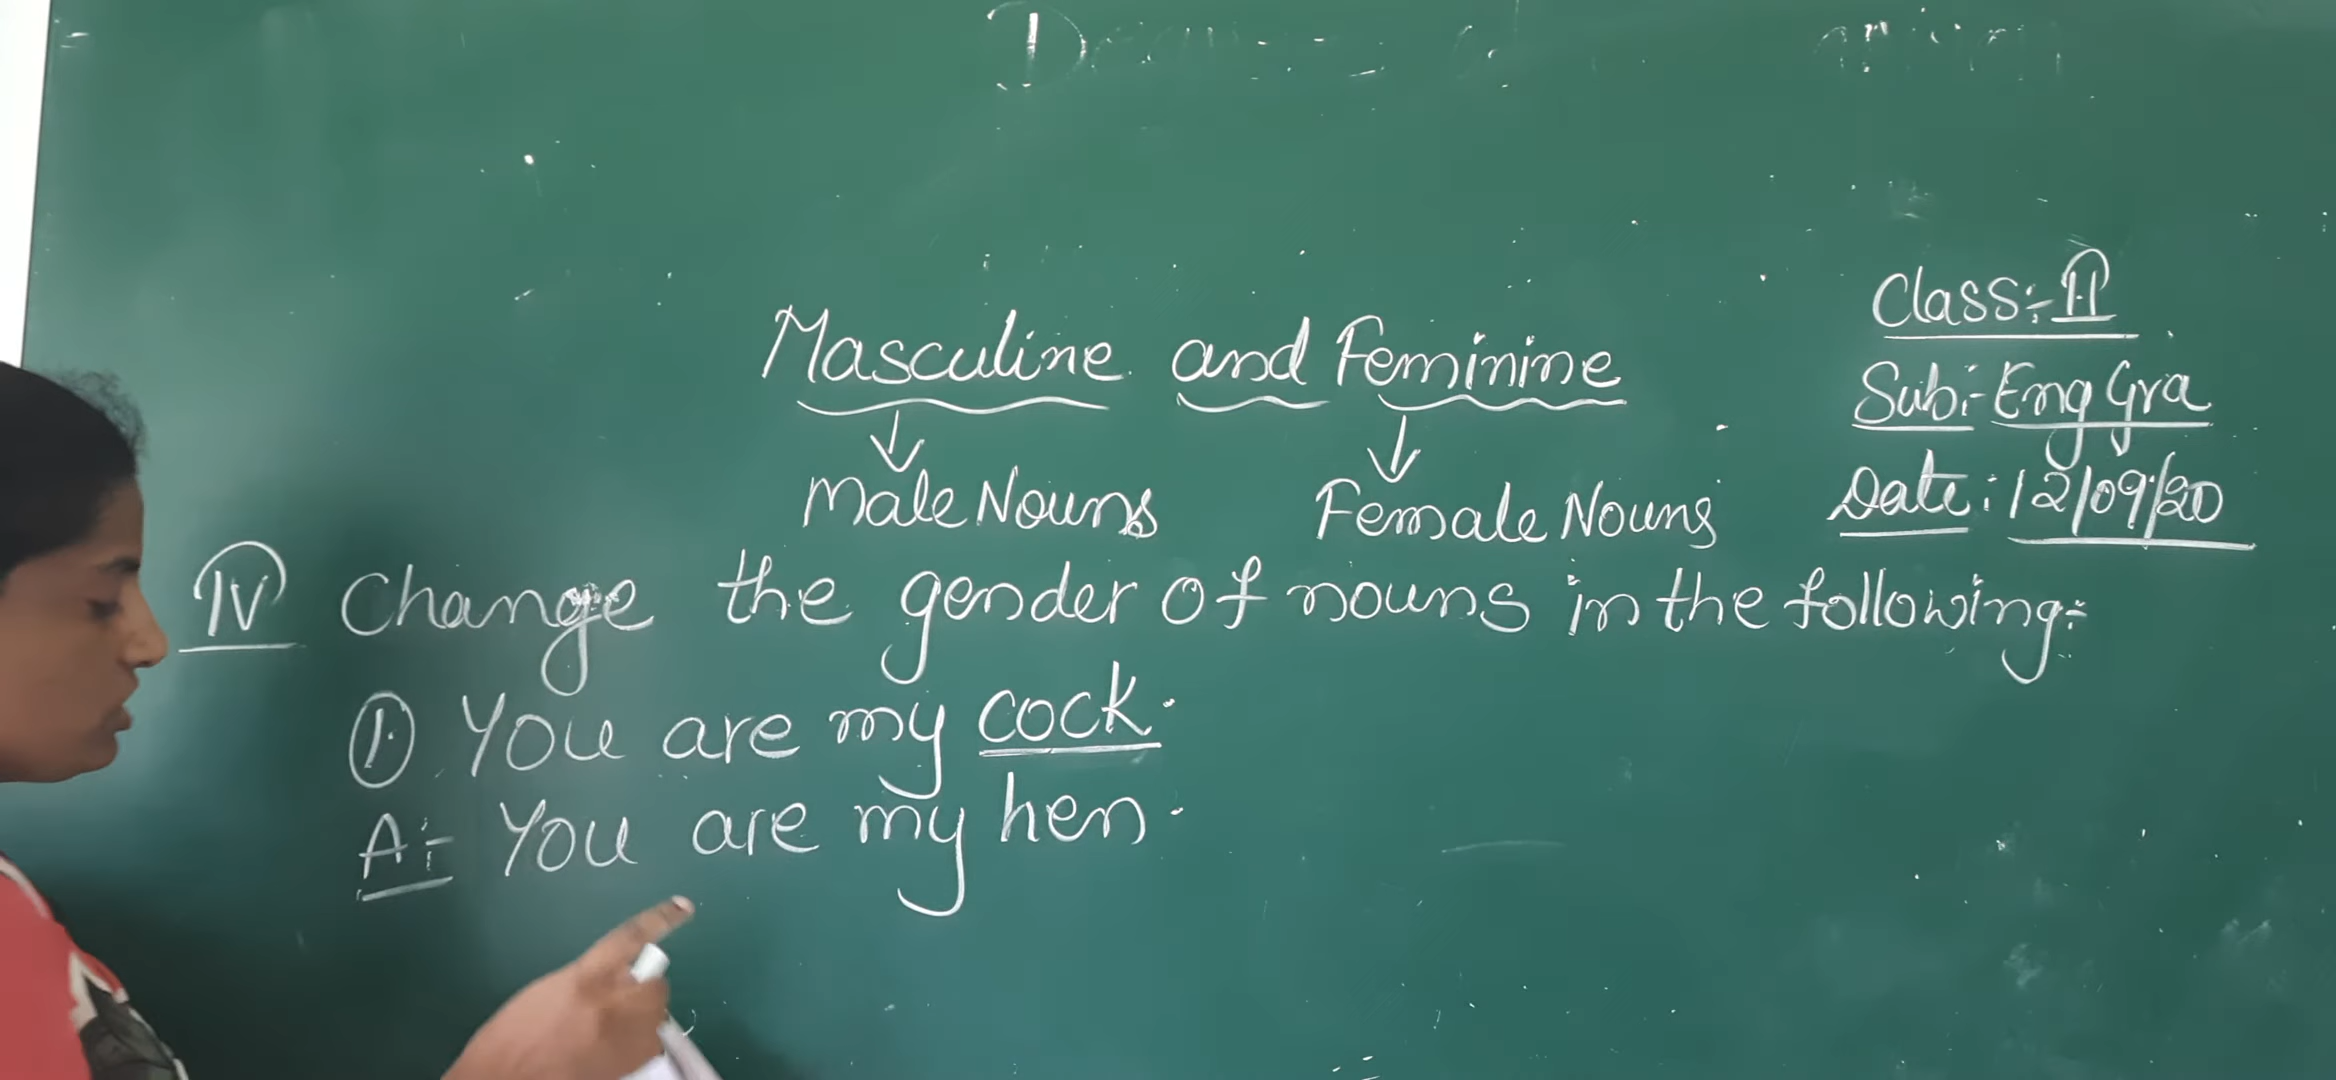 Class:- II
Sub:- Eng Gra
Date: 12/09/20
Masculine and Feminine
Male Nouns Female Nouns
IV Change the gender of nouns in the following:-
1. You are my cock.
A:- You are my hen.